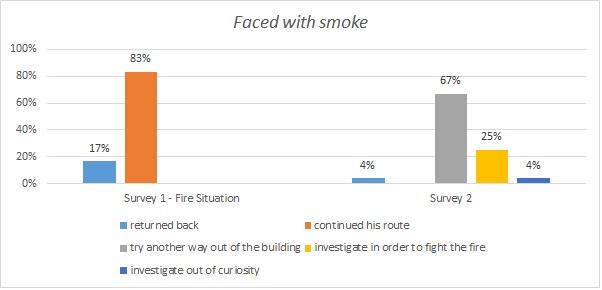 Faced with smoke
100%
80%
60%
40%
20%
0%
17%
83%
4%
67%
25%
4%
Survey 1 - Fire Situation
Survey 2
returned back
continued his route
try another way out of the building
investigate in order to fight the fire
investigate out of curiosity